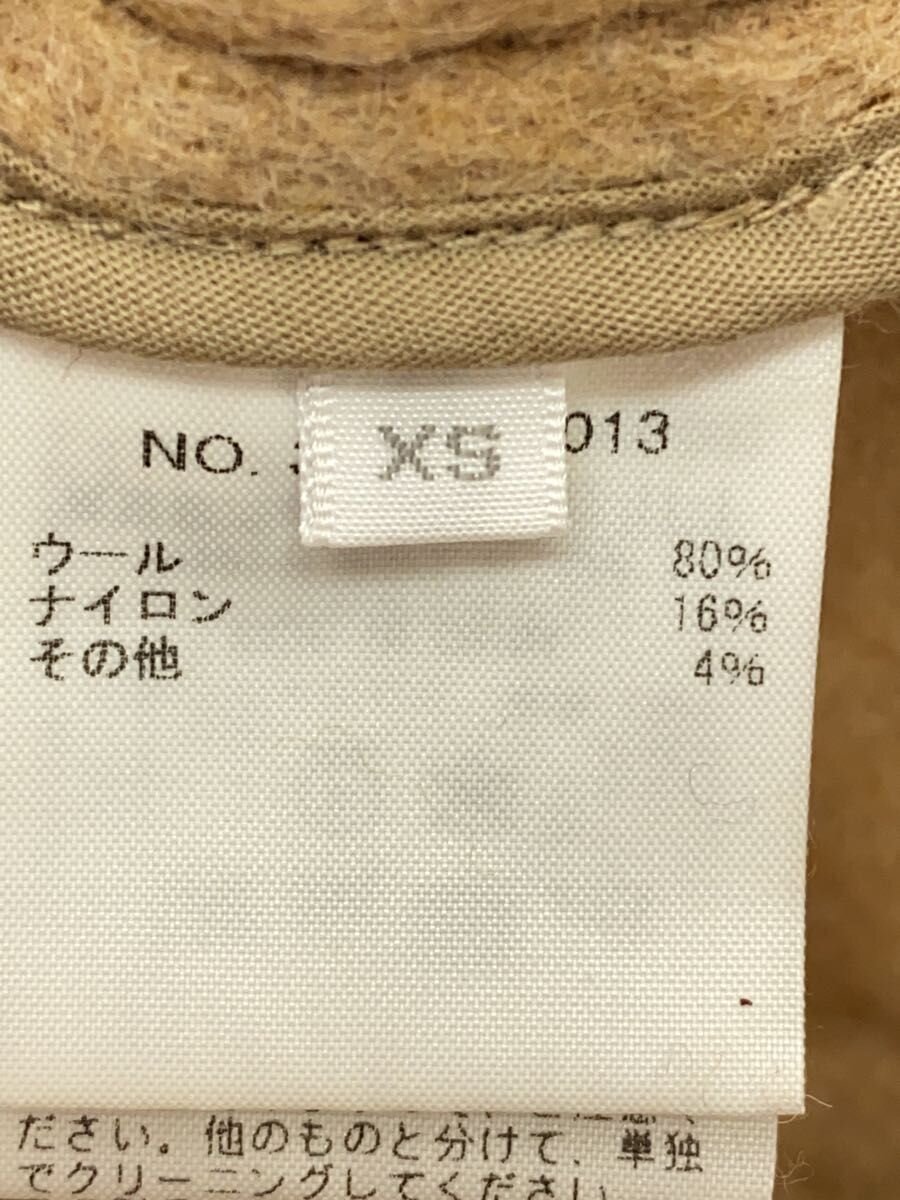 NO.
XS
013
ウール 80%
ナイロン 16%
その他 4%
ださい。他のものと分けて、単独
でクリーニングしてください